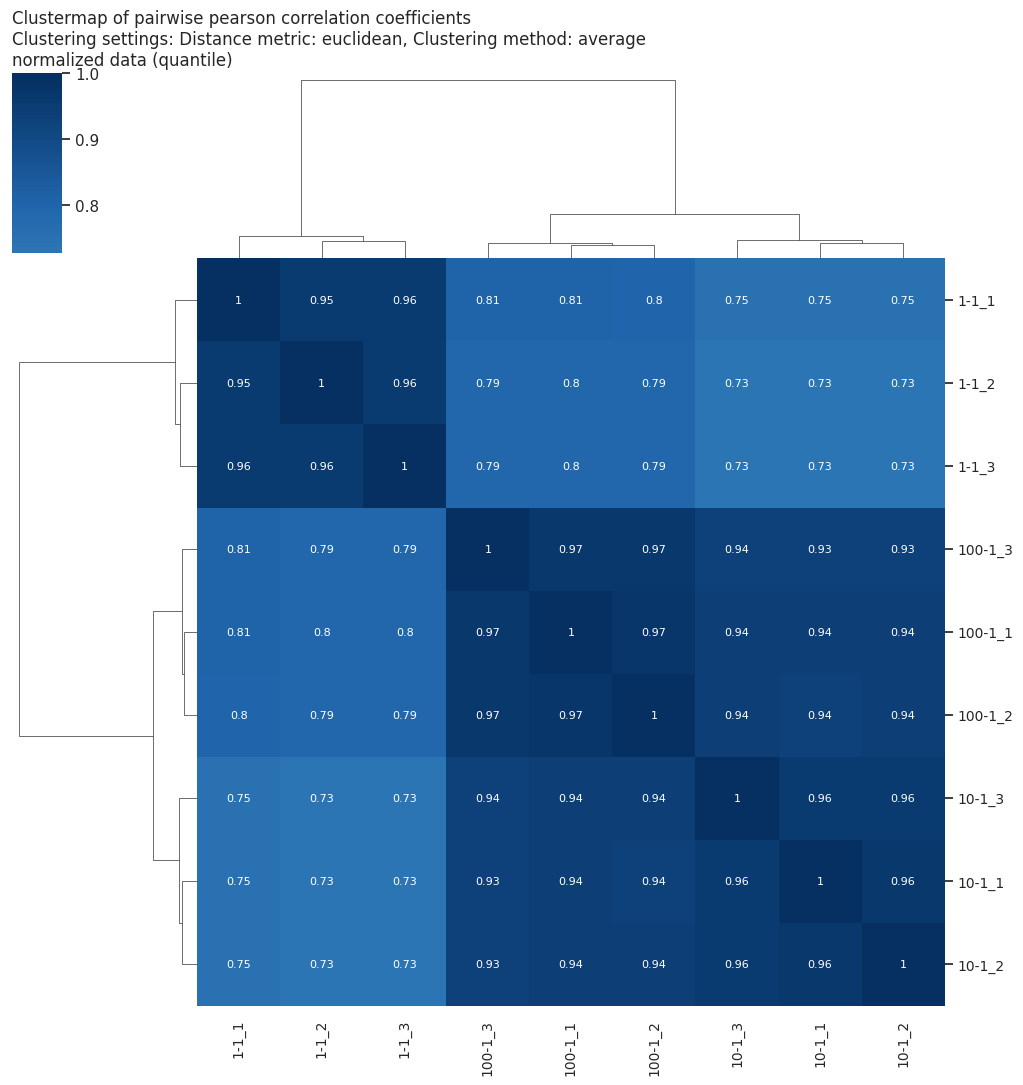 Clustermap of pairwise pearson correlation coefficients
Clustering settings: Distance metric: euclidean, Clustering method: average
normalized data (quantile)
1.0
0.9
0.8
1 0.95 0.96 0.81 0.81 0.8 0.75 0.75 0.75 1-1_1
0.95 1 0.96 0.79 0.8 0.79 0.73 0.73 0.73 1-1_2
0.96 0.96 1 0.79 0.8 0.79 0.73 0.73 0.73 1-1_3
0.81 0.79 0.79 1 0.97 0.97 0.94 0.93 0.93 100-1_3
0.81 0.8 0.8 0.97 1 0.97 0.94 0.94 0.94 100-1_1
0.8 0.79 0.79 0.97 0.97 1 0.94 0.94 0.94 100-1_2
0.75 0.73 0.73 0.94 0.94 0.94 1 0.96 0.96 10-1_3
0.75 0.73 0.73 0.93 0.94 0.94 0.96 1 0.96 10-1_1
0.75 0.73 0.73 0.93 0.94 0.94 0.96 0.96 1 10-1_2
1-1_1 1-1_2 1-1_3 100-1_3 100-1_1 100-1_2 10-1_3 10-1_1 10-1_2